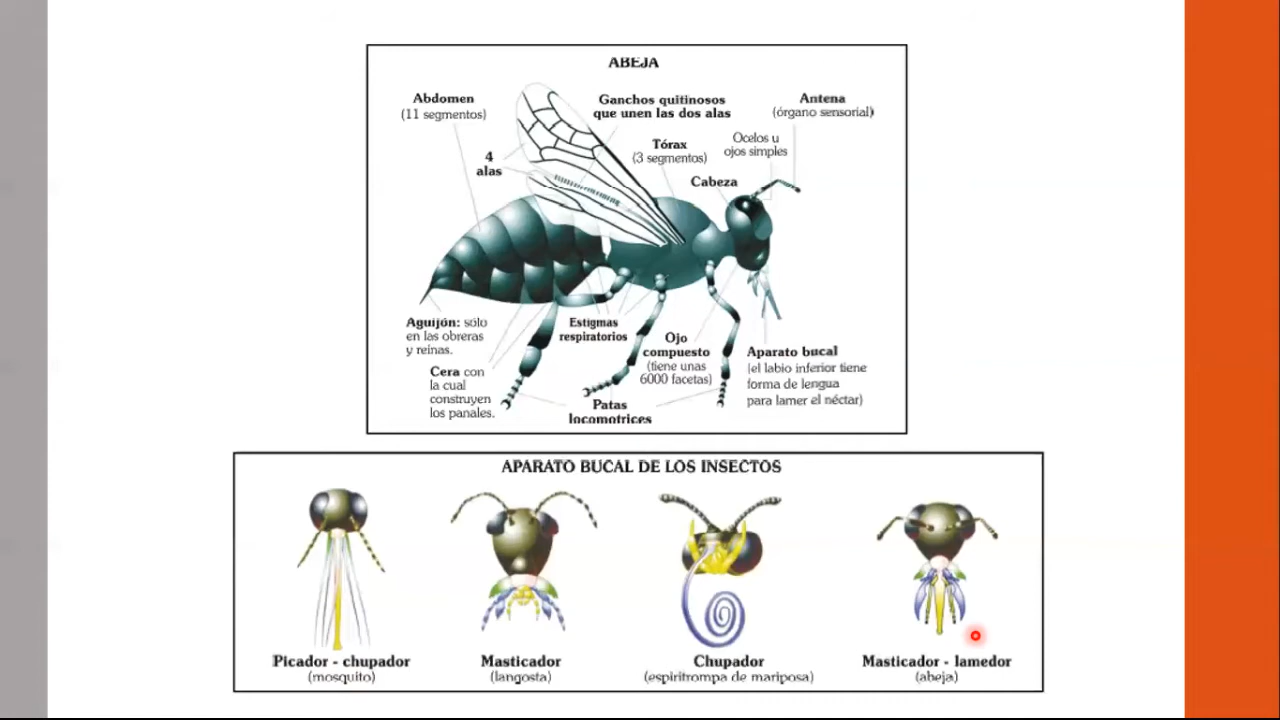 ABEJA
Abdomen
(11 segmentos)
Ganchos quitinosos
que unen las dos alas
Antena
(órgano sensorial)
4
alas
Tórax
(3 segmentos)
Ocelos u
ojos simples
Cabeza
Aguijón: sólo
en las obreras
y reinas.
Estigmas
respiratorios
Ojo
compuesto
(tiene unas
6000 facetas)
Aparato bucal
(el labio inferior tiene
forma de lengua
para lamer el néctar)
Cera con
la cual
construyen
los panales.
Patas
locomotrices
APARATO BUCAL DE LOS INSECTOS
Picador - chupador
(mosquito)
Masticador
(langosta)
Chupador
(espiritrompa de mariposa)
Masticador - lamedor
(abeja)